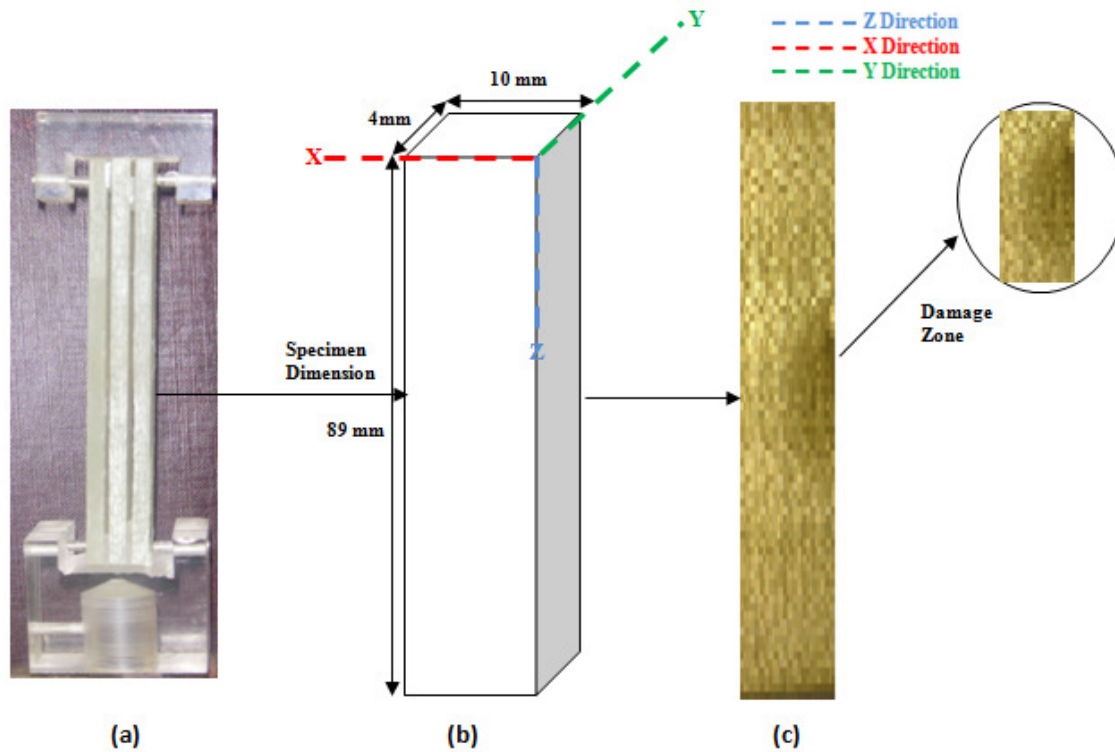 Y
Z Direction
X Direction
Y Direction
10 mm
4mm
X
Z
Specimen
Dimension
89 mm
Damage
Zone
(a)
(b)
(c)